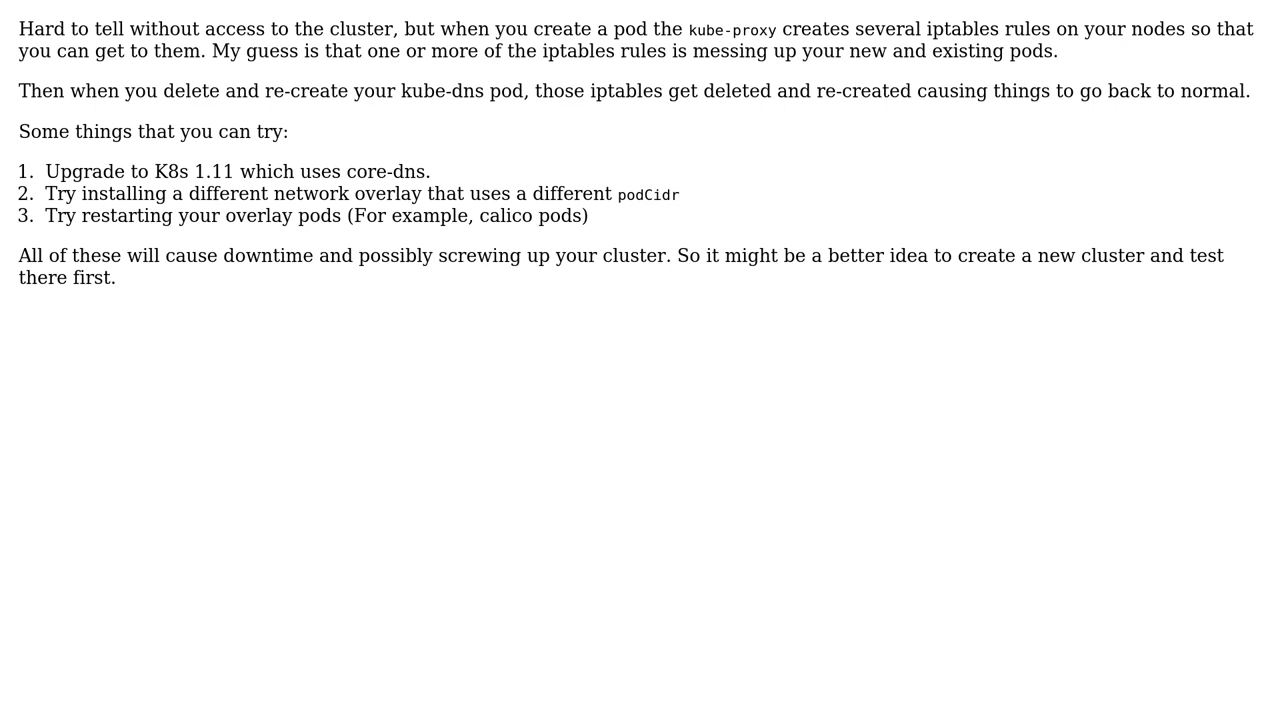 Hard to tell without access to the cluster, but when you create a pod the kube-proxy creates several iptables rules on your nodes so that
you can get to them. My guess is that one or more of the iptables rules is messing up your new and existing pods.
Then when you delete and re-create your kube-dns pod, those iptables get deleted and re-created causing things to go back to normal.
Some things that you can try:
1. Upgrade to K8s 1.11 which uses core-dns.
2. Try installing a different network overlay that uses a different podCidr
3. Try restarting your overlay pods (For example, calico pods)
All of these will cause downtime and possibly screwing up your cluster. So it might be a better idea to create a new cluster and test
there first.